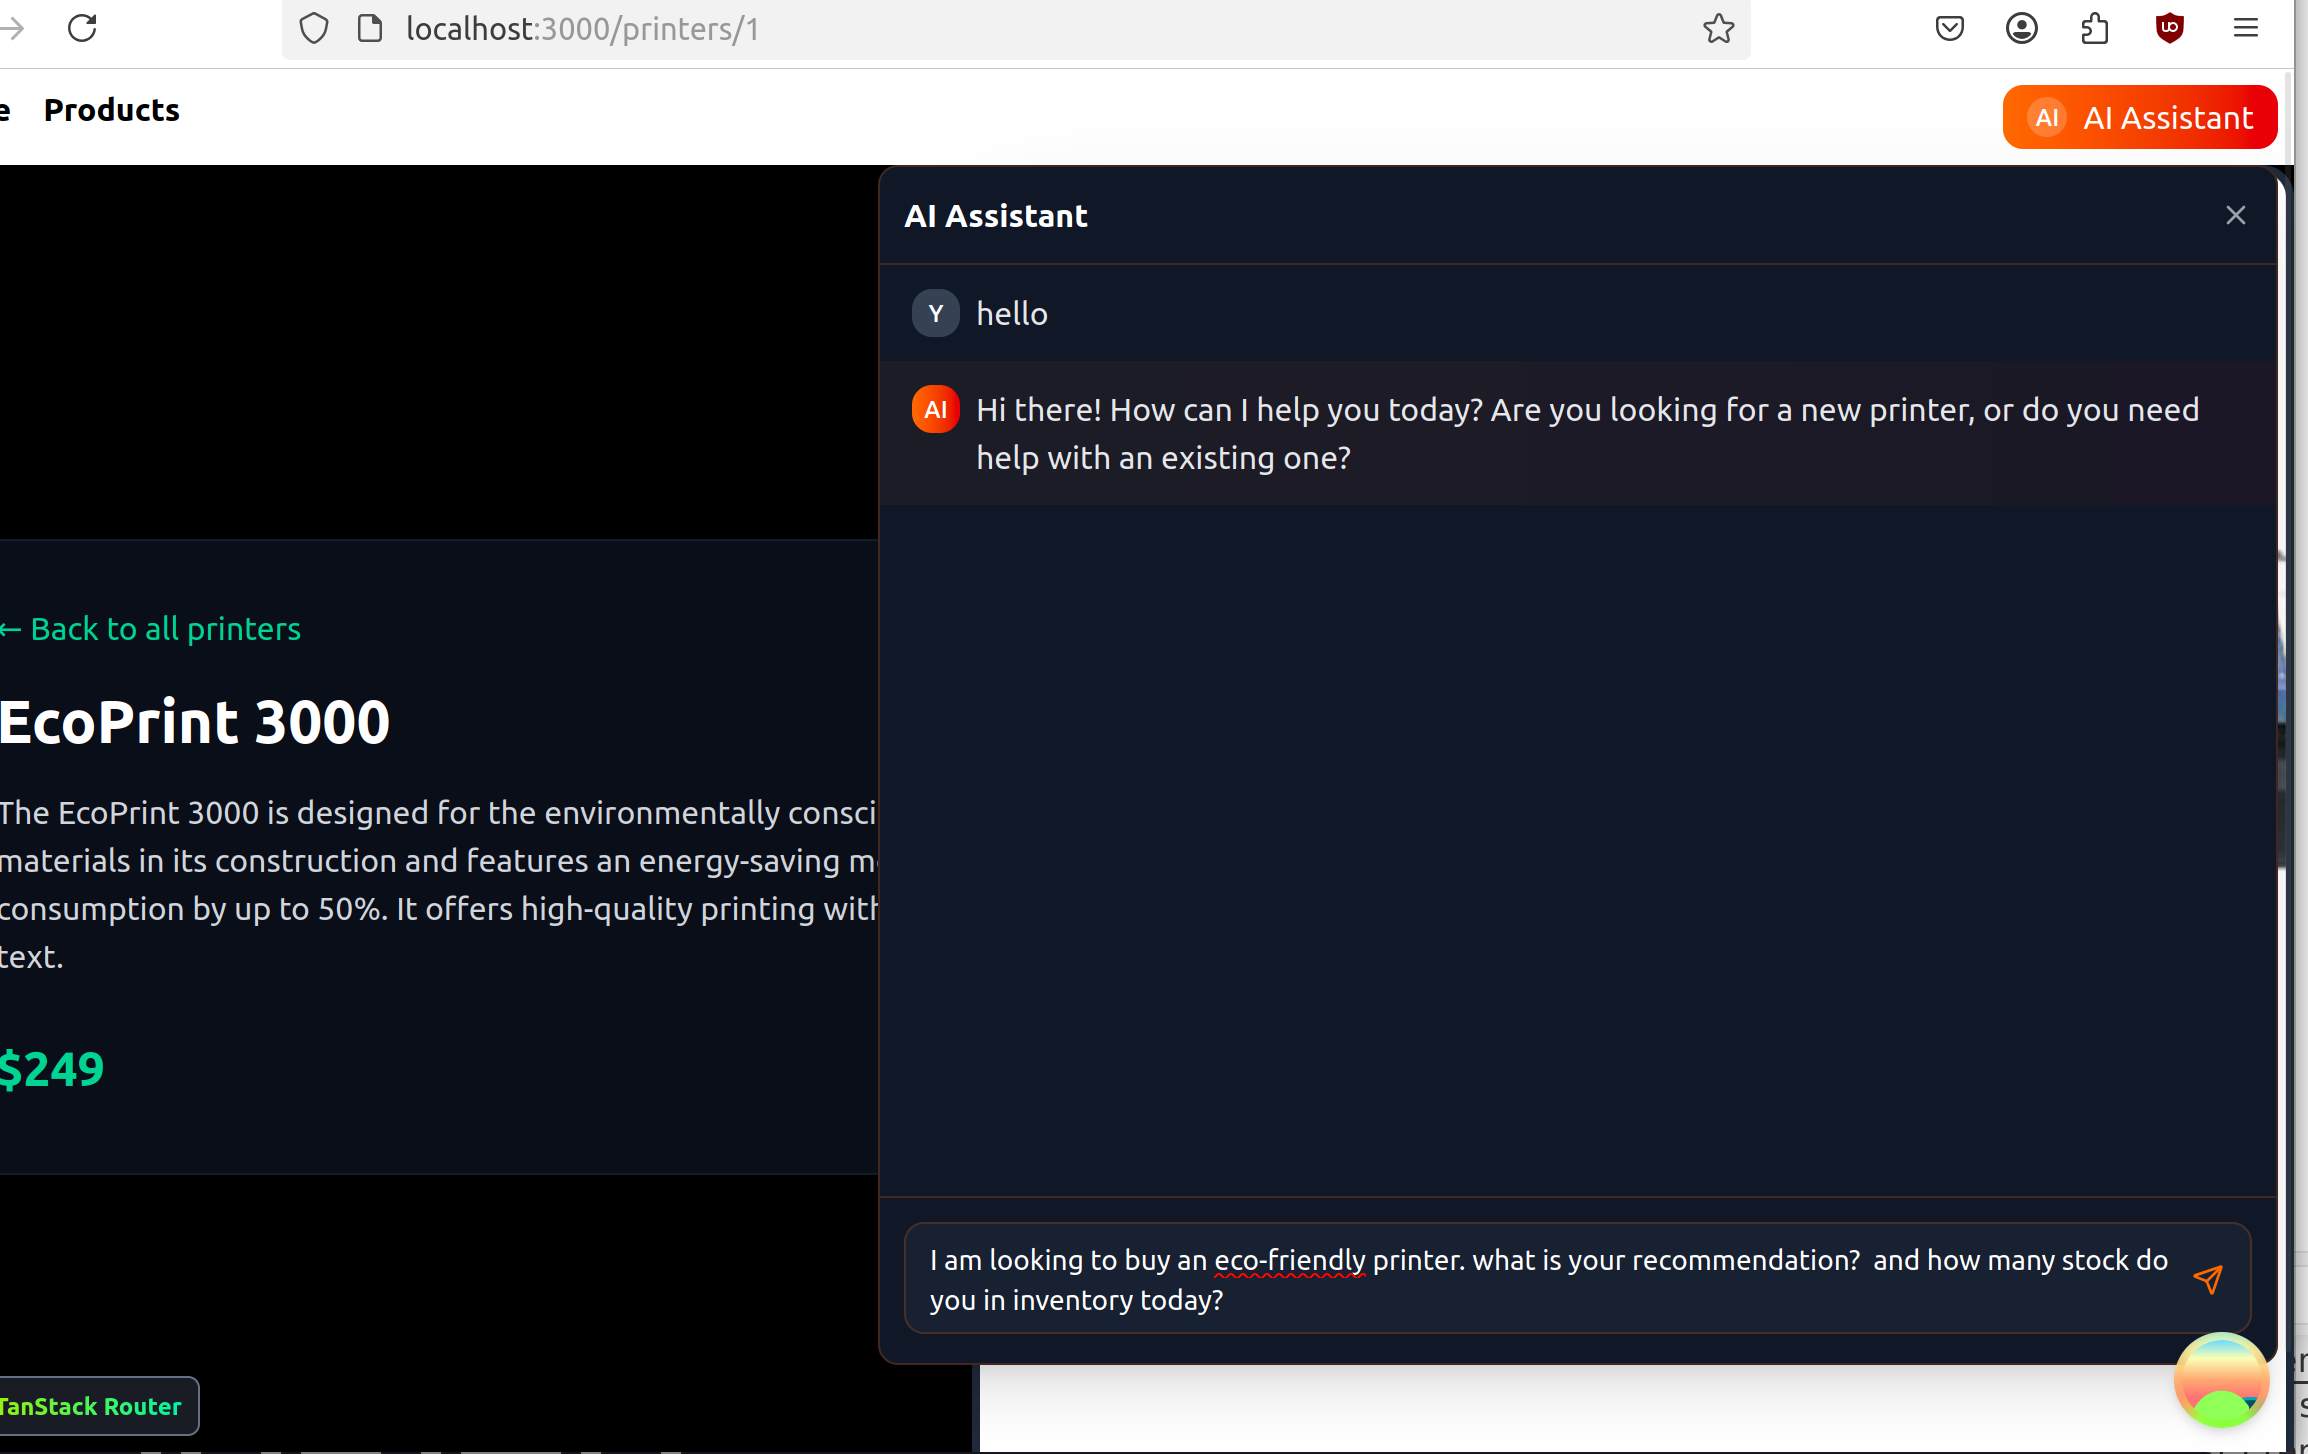 localhost:3000/printers/1
Products
AI AI Assistant
AI Assistant
Y hello
AI Hi there! How can I help you today? Are you looking for a new printer, or do you need
help with an existing one?
← Back to all printers
EcoPrint 3000
The EcoPrint 3000 is designed for the environmentally
materials in its construction and features an energy-saving
consumption by up to 50%. It offers high-quality printing
text.
$249
I am looking to buy an eco-friendly printer. what is your recommendation? and how many stock do
you in inventory today?
TanStack Router